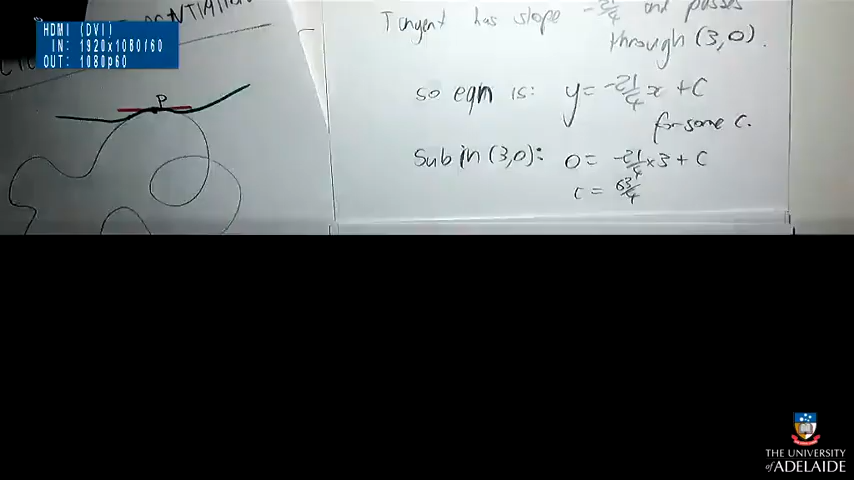 HDMI (DVI)
IN: 1920x1080/60
OUT: 1080p60
P
Tangent has slope -21/4 and passes
through (3,0).
so eqn is: y = -21/4 x + C
for some C.
Sub in (3,0): 0 = -21/4 × 3 + C
C = 63/4
THE UNIVERSITY
of ADELAIDE